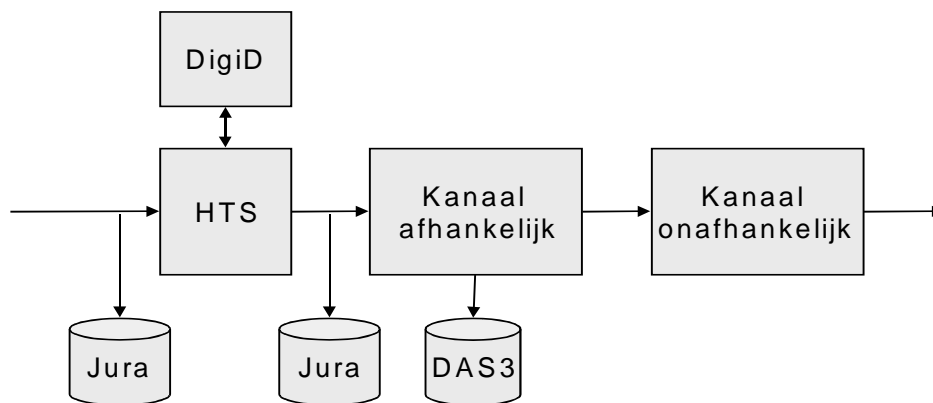 DigiD
HTS
Kanaal
afhankelijk
Kanaal
onafhankelijk
Jura
Jura
DAS3